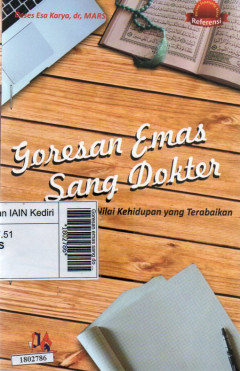 Referensi
Moses Esa Karya, dr, MARS
Goresan Emas
Sang Dokter
Nilai Kehidupan yang Terabaikan
an IAIN Kediri
.51
S
1802786